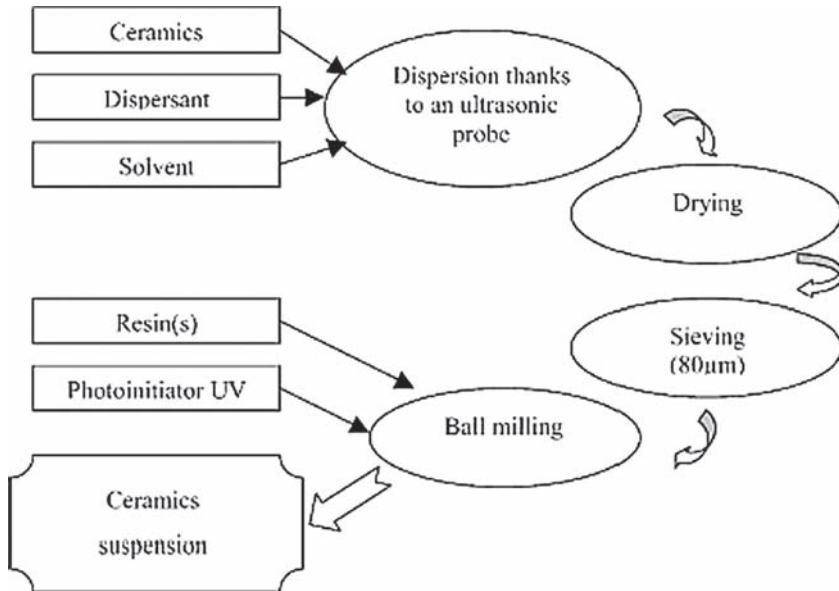 Ceramics
Dispersant
Solvent
Dispersion thanks
to an ultrasonic
probe
Drying
Sieving
(80µm)
Resin(s)
Photoinitiator UV
Ball milling
Ceramics
suspension